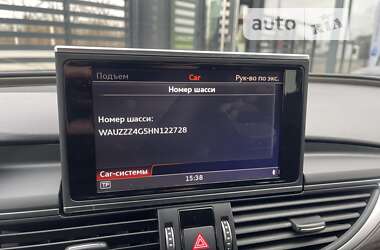 auto RIA
Подъем Car Рук-во по экс.
Номер шасси
Номер шасси:
WAUZZZ4G5HN122728
Car-системы
TP 15:38